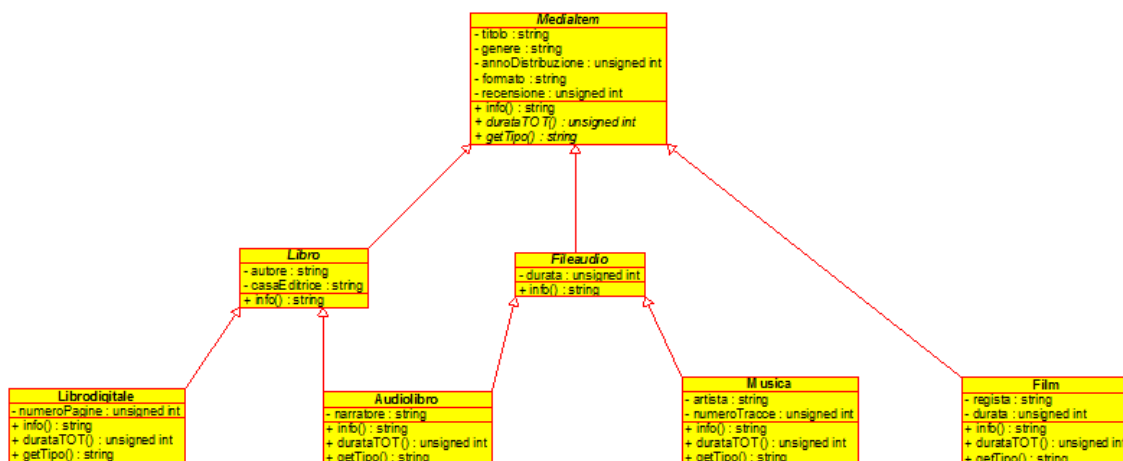 MediaItem
- titolo : string
- genere : string
- annoDistribuzione : unsigned int
- formato : string
- recensione : unsigned int
+ info() : string
+ durataTOT() : unsigned int
+ getTipo() : string
Libro
- autore : string
- casaEditrice : string
+ info() : string
Fileaudio
- durata : unsigned int
+ info() : string
Librodigitale
- numeroPagine : unsigned int
+ info() : string
+ durataTOT() : unsigned int
+ getTipo() : string
Audiolibro
- narratore : string
+ info() : string
+ durataTOT() : unsigned int
+ getTipo() : string
Musica
- artista : string
- numeroTracce : unsigned int
+ info() : string
+ durataTOT() : unsigned int
+ getTipo() : string
Film
- regista : string
- durata : unsigned int
+ info() : string
+ durataTOT() : unsigned int
+ getTipo() : string